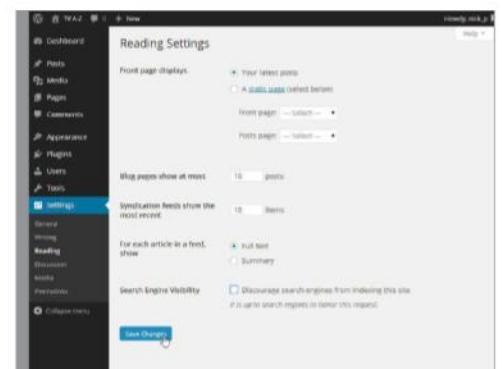 + New
Howdy, nick_p
Help
Dashboard
Posts
Media
Pages
Comments
Appearance
Plugins
Users
Tools
Settings
General
Writing
Reading
Discussion
Media
Permalinks
Collapse menu
Reading Settings
Front page displays
Your latest posts
A static page (select below)
Front page: — Select —
Posts page: — Select —
Blog pages show at most
10 posts
Syndication feeds show the
most recent
10 items
For each article in a feed,
show
Full text
Summary
Search Engine Visibility
Discourage search engines from indexing this site
It is up to search engines to honor this request.
Save Changes